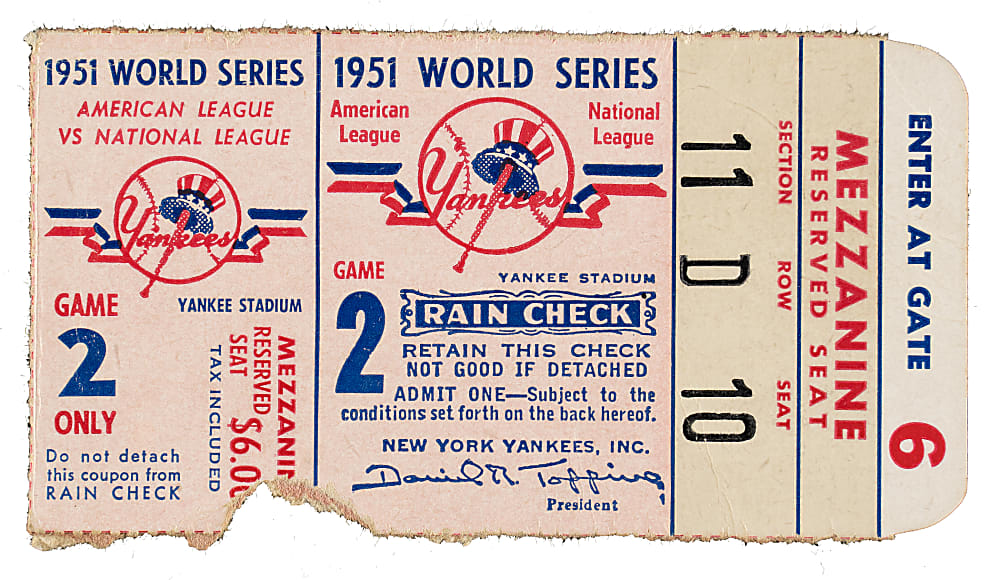 1951 WORLD SERIES
AMERICAN LEAGUE
VS NATIONAL LEAGUE
Yankees
GAME
2
ONLY
YANKEE STADIUM
Do not detach
this coupon from
RAIN CHECK
MEZZANI
RESERVED
SEAT $6.0
TAX INCLUDED
1951 WORLD SERIES
American
League
National
League
Yankees
GAME
2
YANKEE STADIUM
RAIN CHECK
RETAIN THIS CHECK
NOT GOOD IF DETACHED
ADMIT ONE—Subject to the
conditions set forth on the back hereof.
NEW YORK YANKEES, INC.
Daniel R. Topping
President
11 D 10
SECTION ROW SEAT
RESERVED SEAT
MEZZANINE
ENTER AT GATE
6